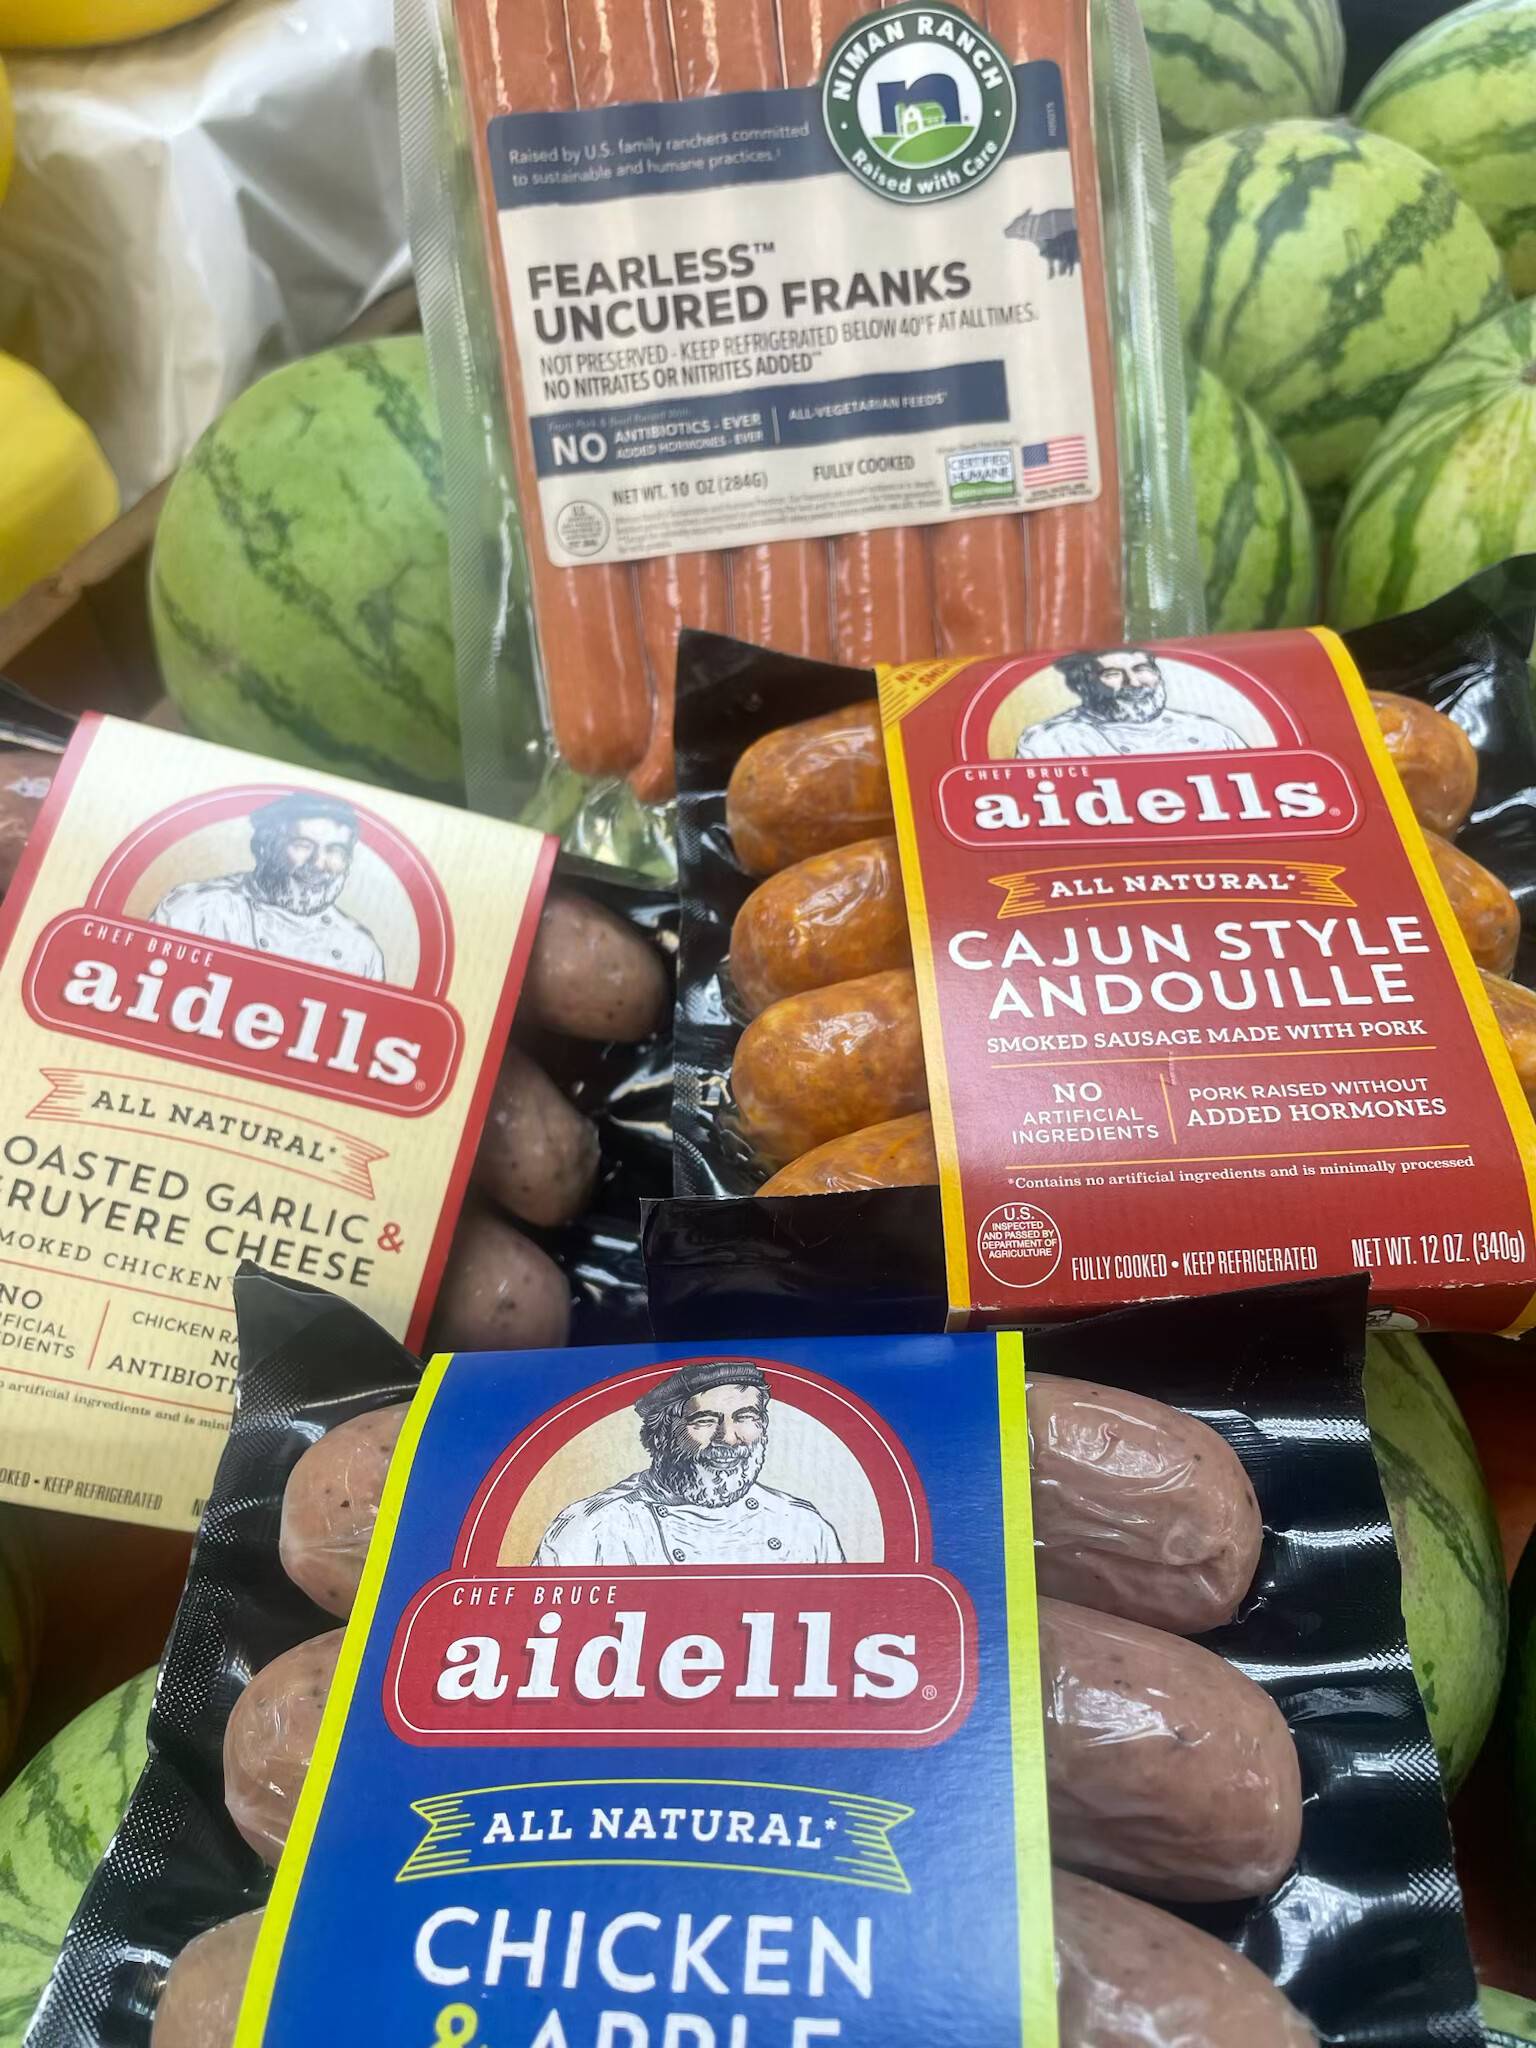 NIMAN RANCH
Raised with Care
Raised by U.S. family ranchers committed
to sustainable and humane practices.
FEARLESS™
UNCURED FRANKS
NOT PRESERVED - KEEP REFRIGERATED BELOW 40°F AT ALL TIMES.
NO NITRATES OR NITRITES ADDED**
NO ANTIBIOTICS - EVER
ADDED HORMONES - EVER
ALL-VEGETARIAN FEEDS
NET WT. 10 OZ (284G)
FULLY COOKED
CERTIFIED
HUMANE
CHEF BRUCE
aidells®
ALL NATURAL*
CAJUN STYLE
ANDOUILLE
SMOKED SAUSAGE MADE WITH PORK
NO
ARTIFICIAL
INGREDIENTS
PORK RAISED WITHOUT
ADDED HORMONES
*Contains no artificial ingredients and is minimally processed
U.S.
INSPECTED
AND PASSED BY
DEPARTMENT OF
AGRICULTURE
FULLY COOKED • KEEP REFRIGERATED
NET WT. 12 OZ. (340g)
CHEF BRUCE
aidells®
ALL NATURAL*
OASTED GARLIC &
RUYERE CHEESE
MOKED CHICKEN
NO
FICIAL
DIENTS
CHICKEN RA
NO
ANTIBIOTI
artificial ingredients and is mini
OKED • KEEP REFRIGERATED
CHEF BRUCE
aidells®
ALL NATURAL*
CHICKEN
& APPLE